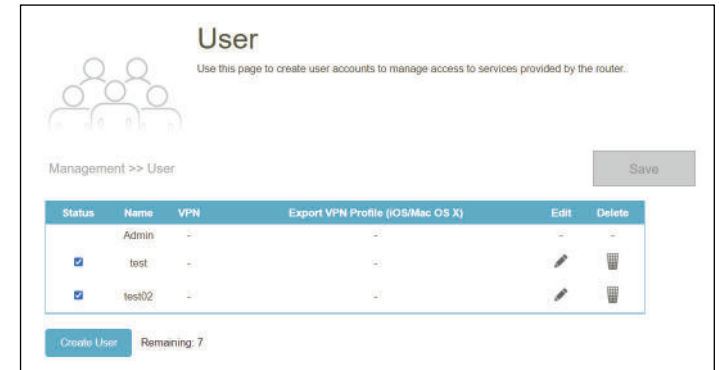 User
Use this page to create user accounts to manage access to services provided by the router.
Management >> User
Save
Status Name VPN Export VPN Profile (iOS/Mac OS X) Edit Delete
Admin - - - -
test - -
test02 - -
Create User Remaining: 7